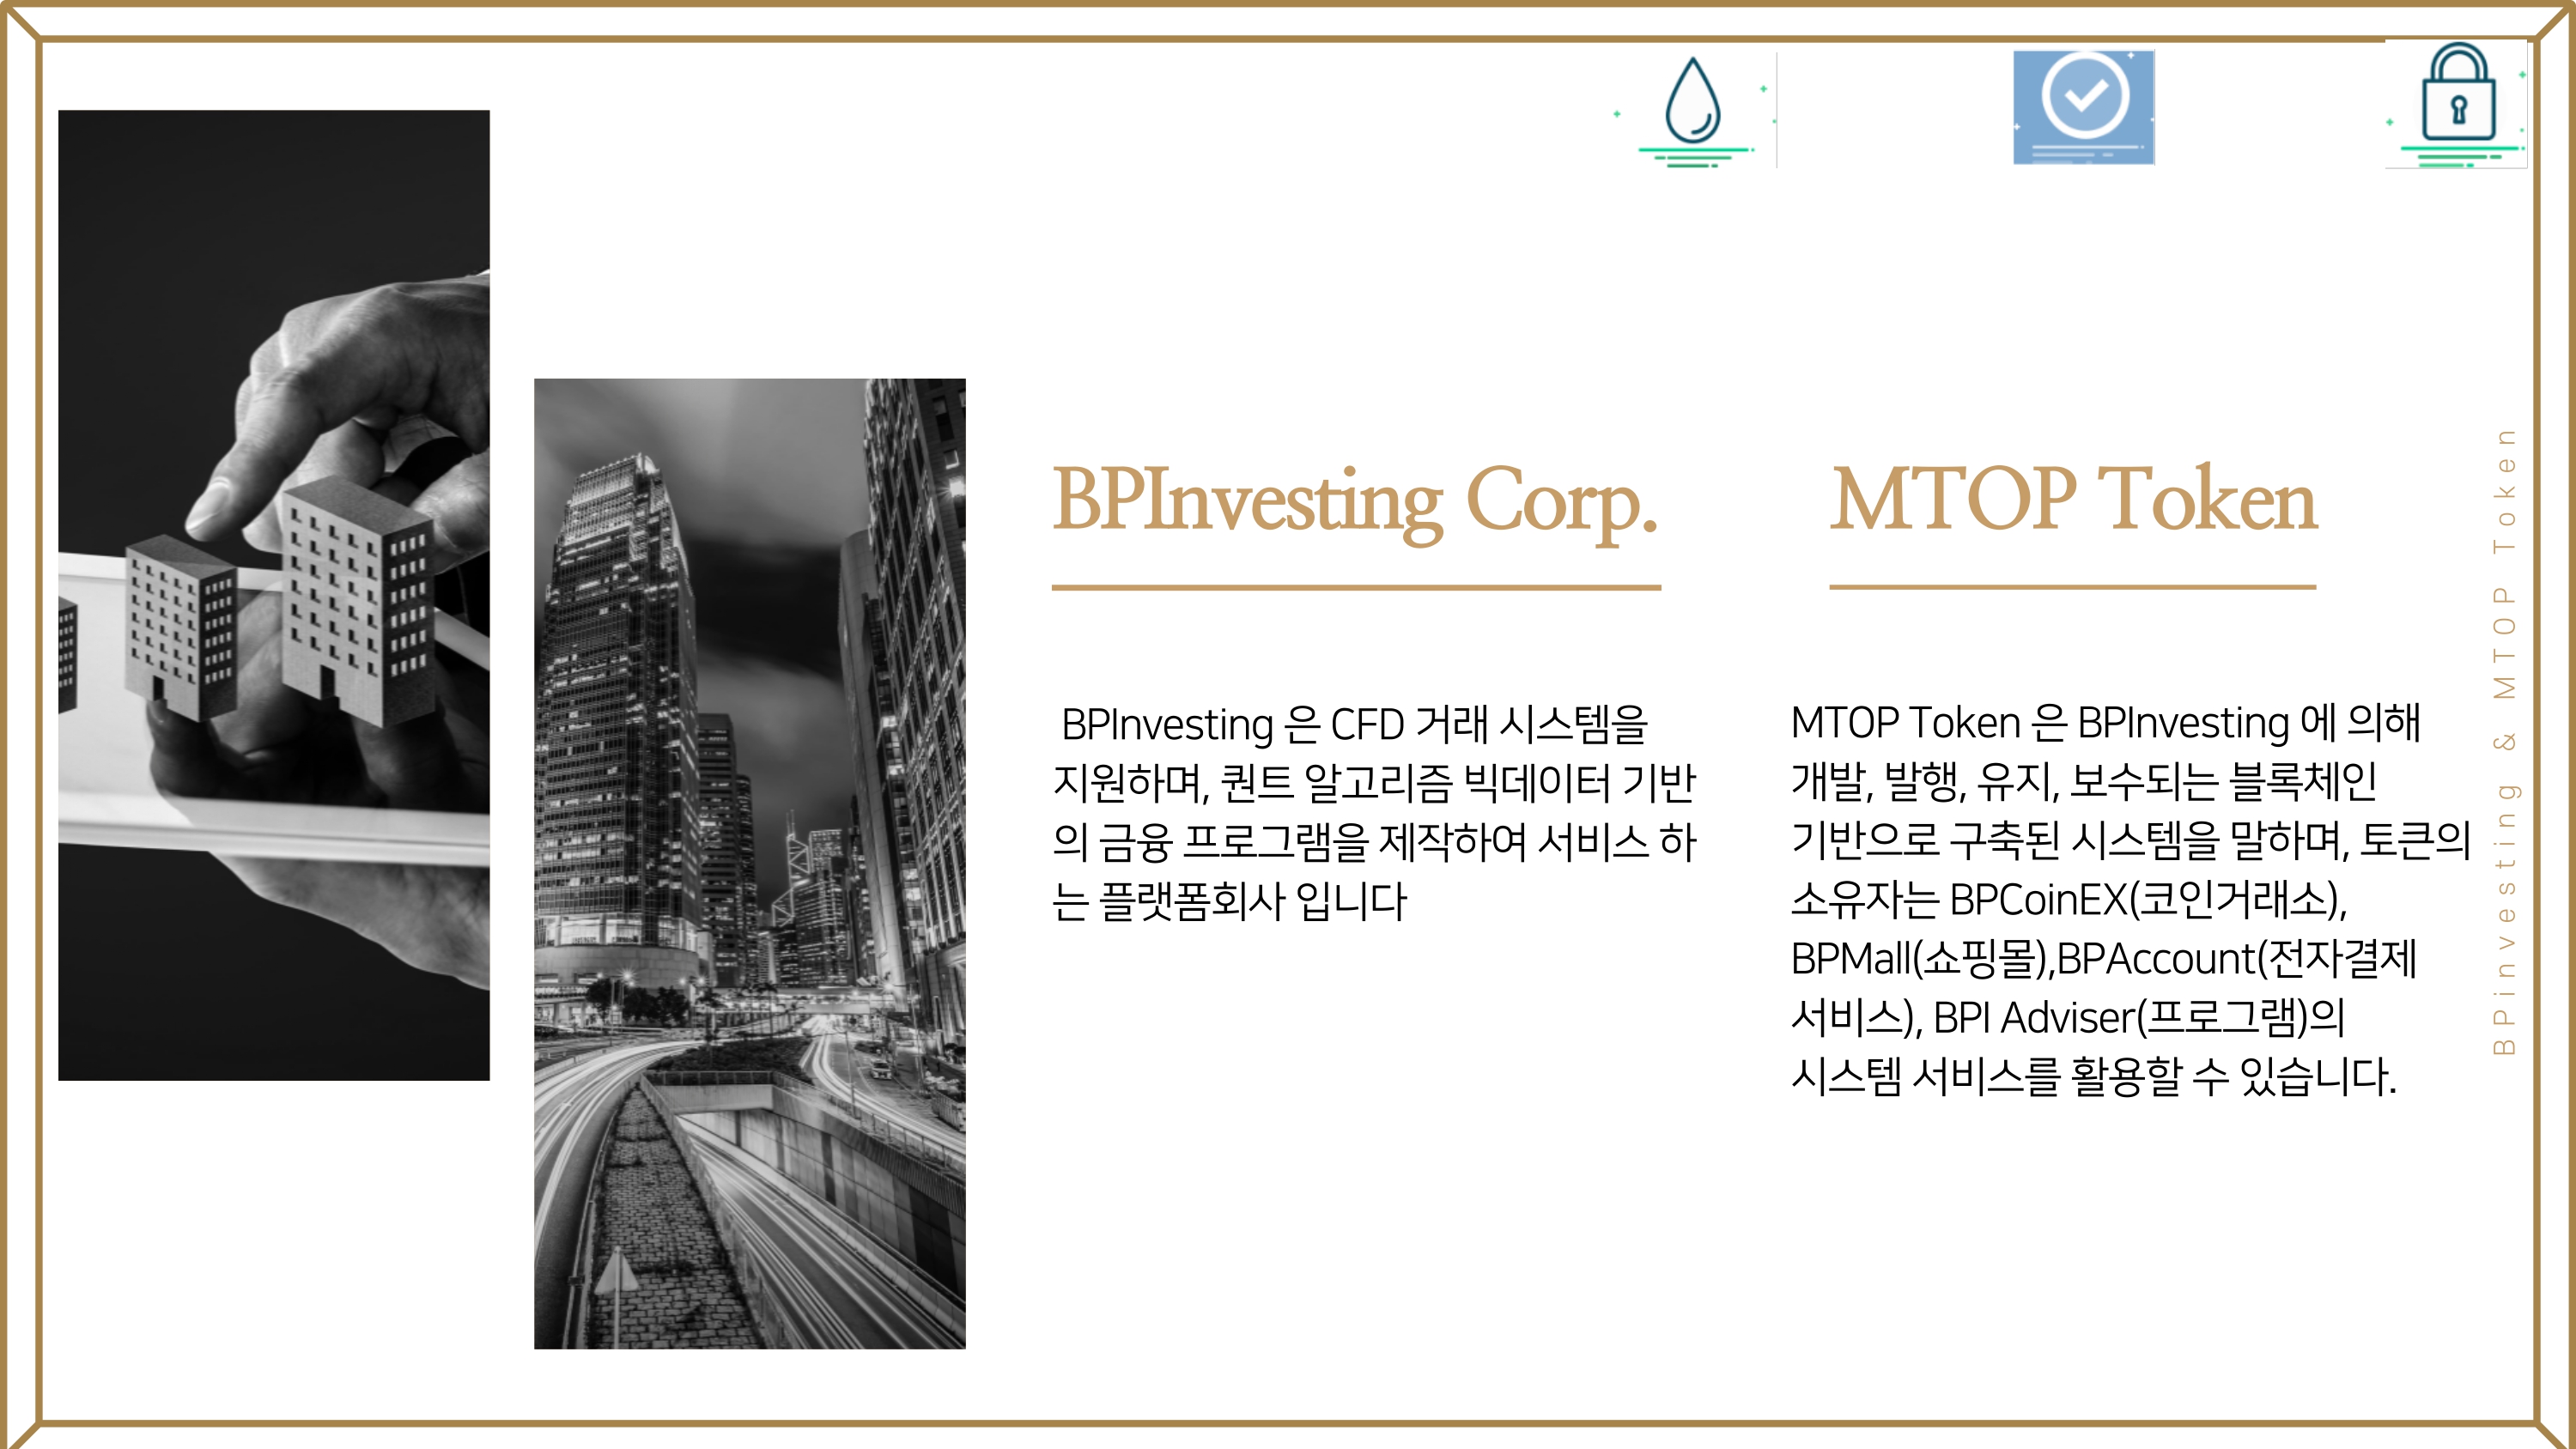 BPInvesting Corp.
BPInvesting 은 CFD 거래 시스템을
지원하며, 퀀트 알고리즘 빅데이터 기반
의 금융 프로그램을 제작하여 서비스 하
는 플랫폼회사 입니다
MTOP Token
MTOP Token 은 BPInvesting 에 의해
개발, 발행, 유지, 보수되는 블록체인
기반으로 구축된 시스템을 말하며, 토큰의
소유자는 BPCoinEX(코인거래소),
BPMall(쇼핑몰),BPAccount(전자결제
서비스), BPI Adviser(프로그램)의
시스템 서비스를 활용할 수 있습니다.
BPinvesting & MTOP Token